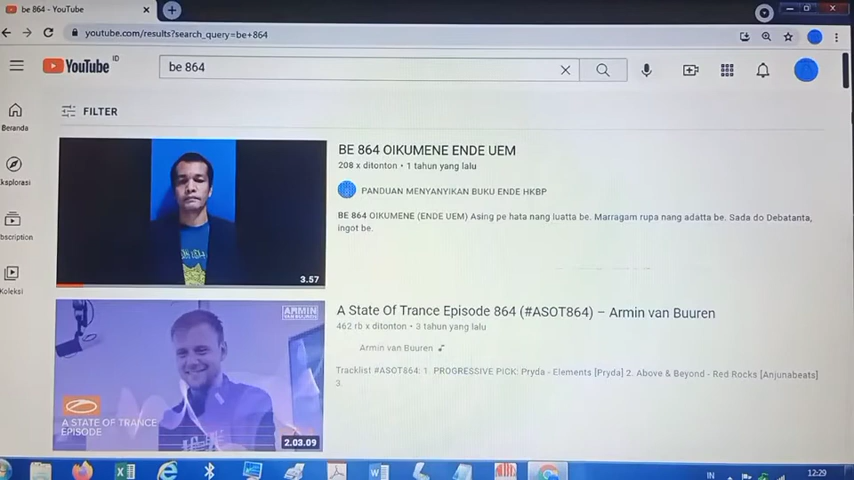 be 864 - YouTube
youtube.com/results?search_query=be+864
YouTube ID
be 864
FILTER
Beranda
ksplorasi
bscription
Koleksi
BE 864 OIKUMENE ENDE UEM
208 x ditonton • 1 tahun yang lalu
PANDUAN MENYANYIKAN BUKU ENDE HKBP
BE 864 OIKUMENE (ENDE UEM) Asing pe hata nang luatta be. Marragam rupa nang adatta be. Sada do Debatanta,
ingot be.
3.57
A State Of Trance Episode 864 (#ASOT864) – Armin van Buuren
462 rb x ditonton • 3 tahun yang lalu
Armin van Buuren
Tracklist #ASOT864: 1. PROGRESSIVE PICK: Pryda - Elements [Pryda] 2. Above & Beyond - Red Rocks [Anjunabeats]
3.
ARMIN
VAN BUUREN
A STATE OF TRANCE
EPISODE
2.03.09
IN
12:29